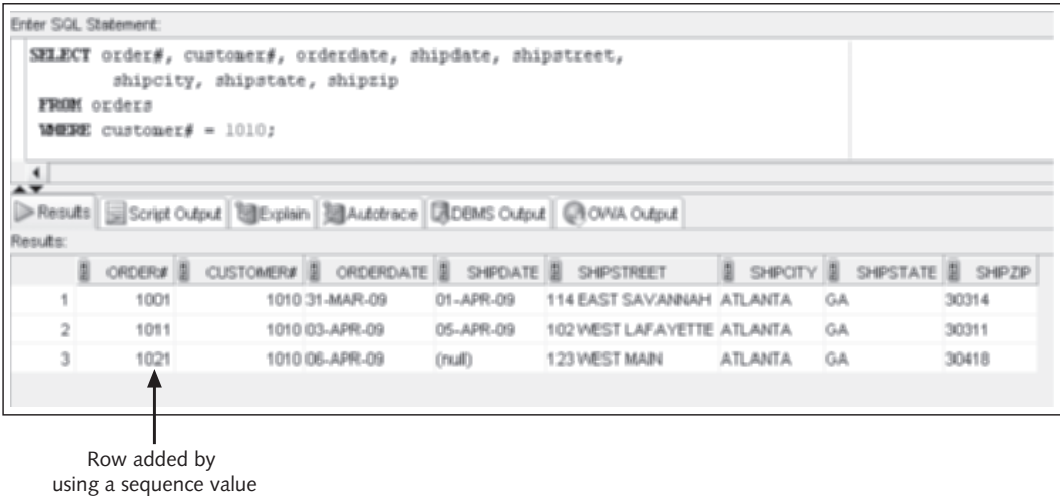 Enter SQL Statement:
SELECT order#, customer#, orderdate, shipdate, shipstreet,
shipcity, shipstate, shipzip
FROM orders
WHERE customer# = 1010;
Results Script Output Explain Autotrace DBMS Output OWA Output
Results:
ORDER# CUSTOMER# ORDERDATE SHIPDATE SHIPSTREET SHIPCITY SHIPSTATE SHIPZIP
1 1001 1010 31-MAR-09 01-APR-09 114 EAST SAVANNAH ATLANTA GA 30314
2 1011 1010 03-APR-09 05-APR-09 102 WEST LAFAYETTE ATLANTA GA 30311
3 1021 1010 06-APR-09 (null) 123 WEST MAIN ATLANTA GA 30418
Row added by
using a sequence value